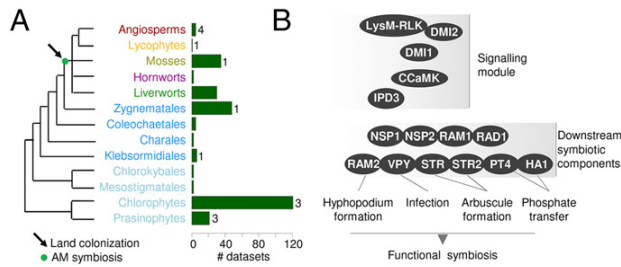 A
Angiosperms 4
Lycophytes 1
Mosses 1
Hornworts
Liverworts
Zygnematales 1
Coleochaetales
Charales
Klebsormidiales 1
Chlorokybales
Mesostigmatales
Chlorophytes 3
Prasinophytes 3
Land colonization
AM symbiosis
0 40 80 120
# datasets
B
LysM-RLK DMI2
DMI1
CCaMK
IPD3
Signalling
module
NSP1 NSP2 RAM1 RAD1
RAM2 VPY STR STR2 PT4 HA1
Downstream
symbiotic
components
Hyphopodium
formation
Infection
Arbuscule
formation
Phosphate
transfer
Functional symbiosis